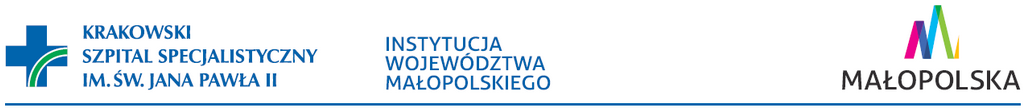 KRAKOWSKI
SZPITAL SPECJALISTYCZNY
IM. ŚW. JANA PAWŁA II
INSTYTUCJA
WOJEWÓDZTWA
MAŁOPOLSKIEGO
MAŁOPOLSKA